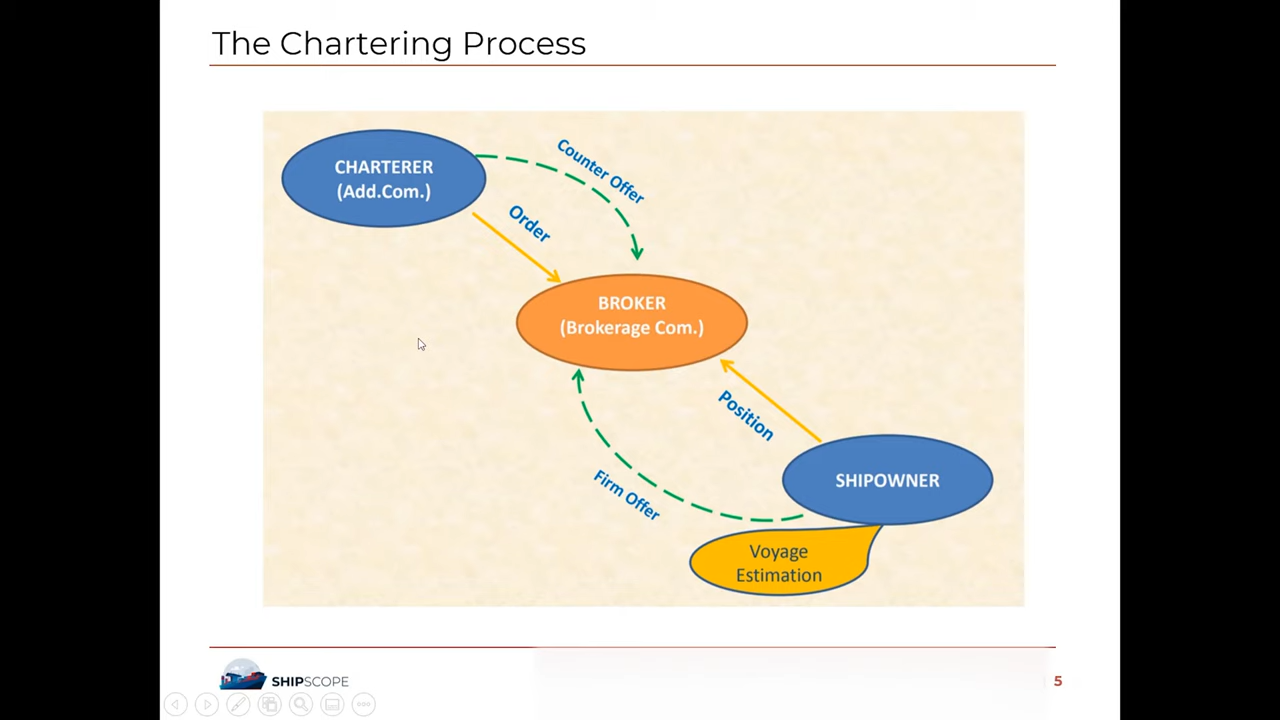 The Chartering Process
CHARTERER
(Add.Com.)
Counter Offer
Order
BROKER
(Brokerage Com.)
Position
SHIPOWNER
Firm Offer
Voyage
Estimation
SHIPSCOPE
5